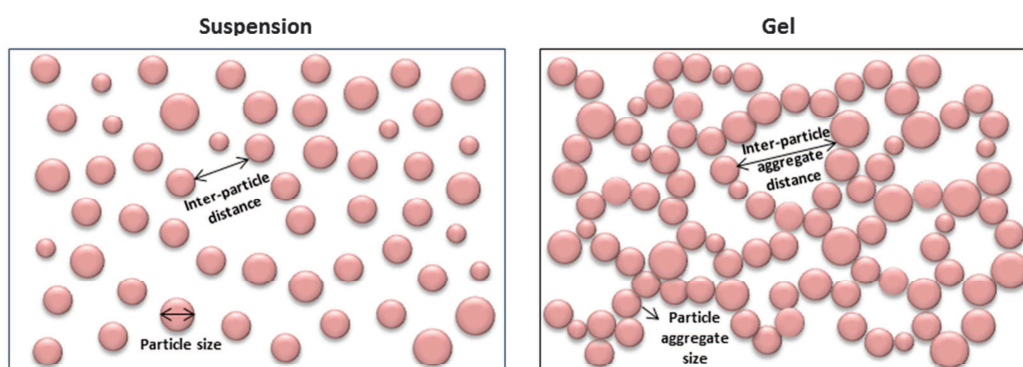 Suspension
Inter-particle
distance
Particle size
Gel
Inter-particle
aggregate
distance
Particle
aggregate
size